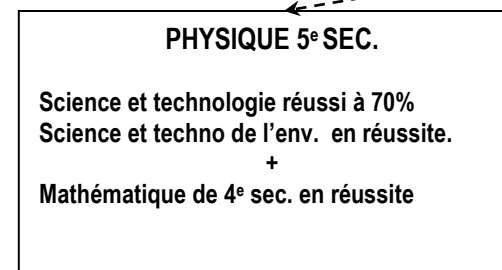 PHYSIQUE 5e SEC.
Science et technologie réussi à 70%
Science et techno de l'env. en réussite.
+
Mathématique de 4e sec. en réussite